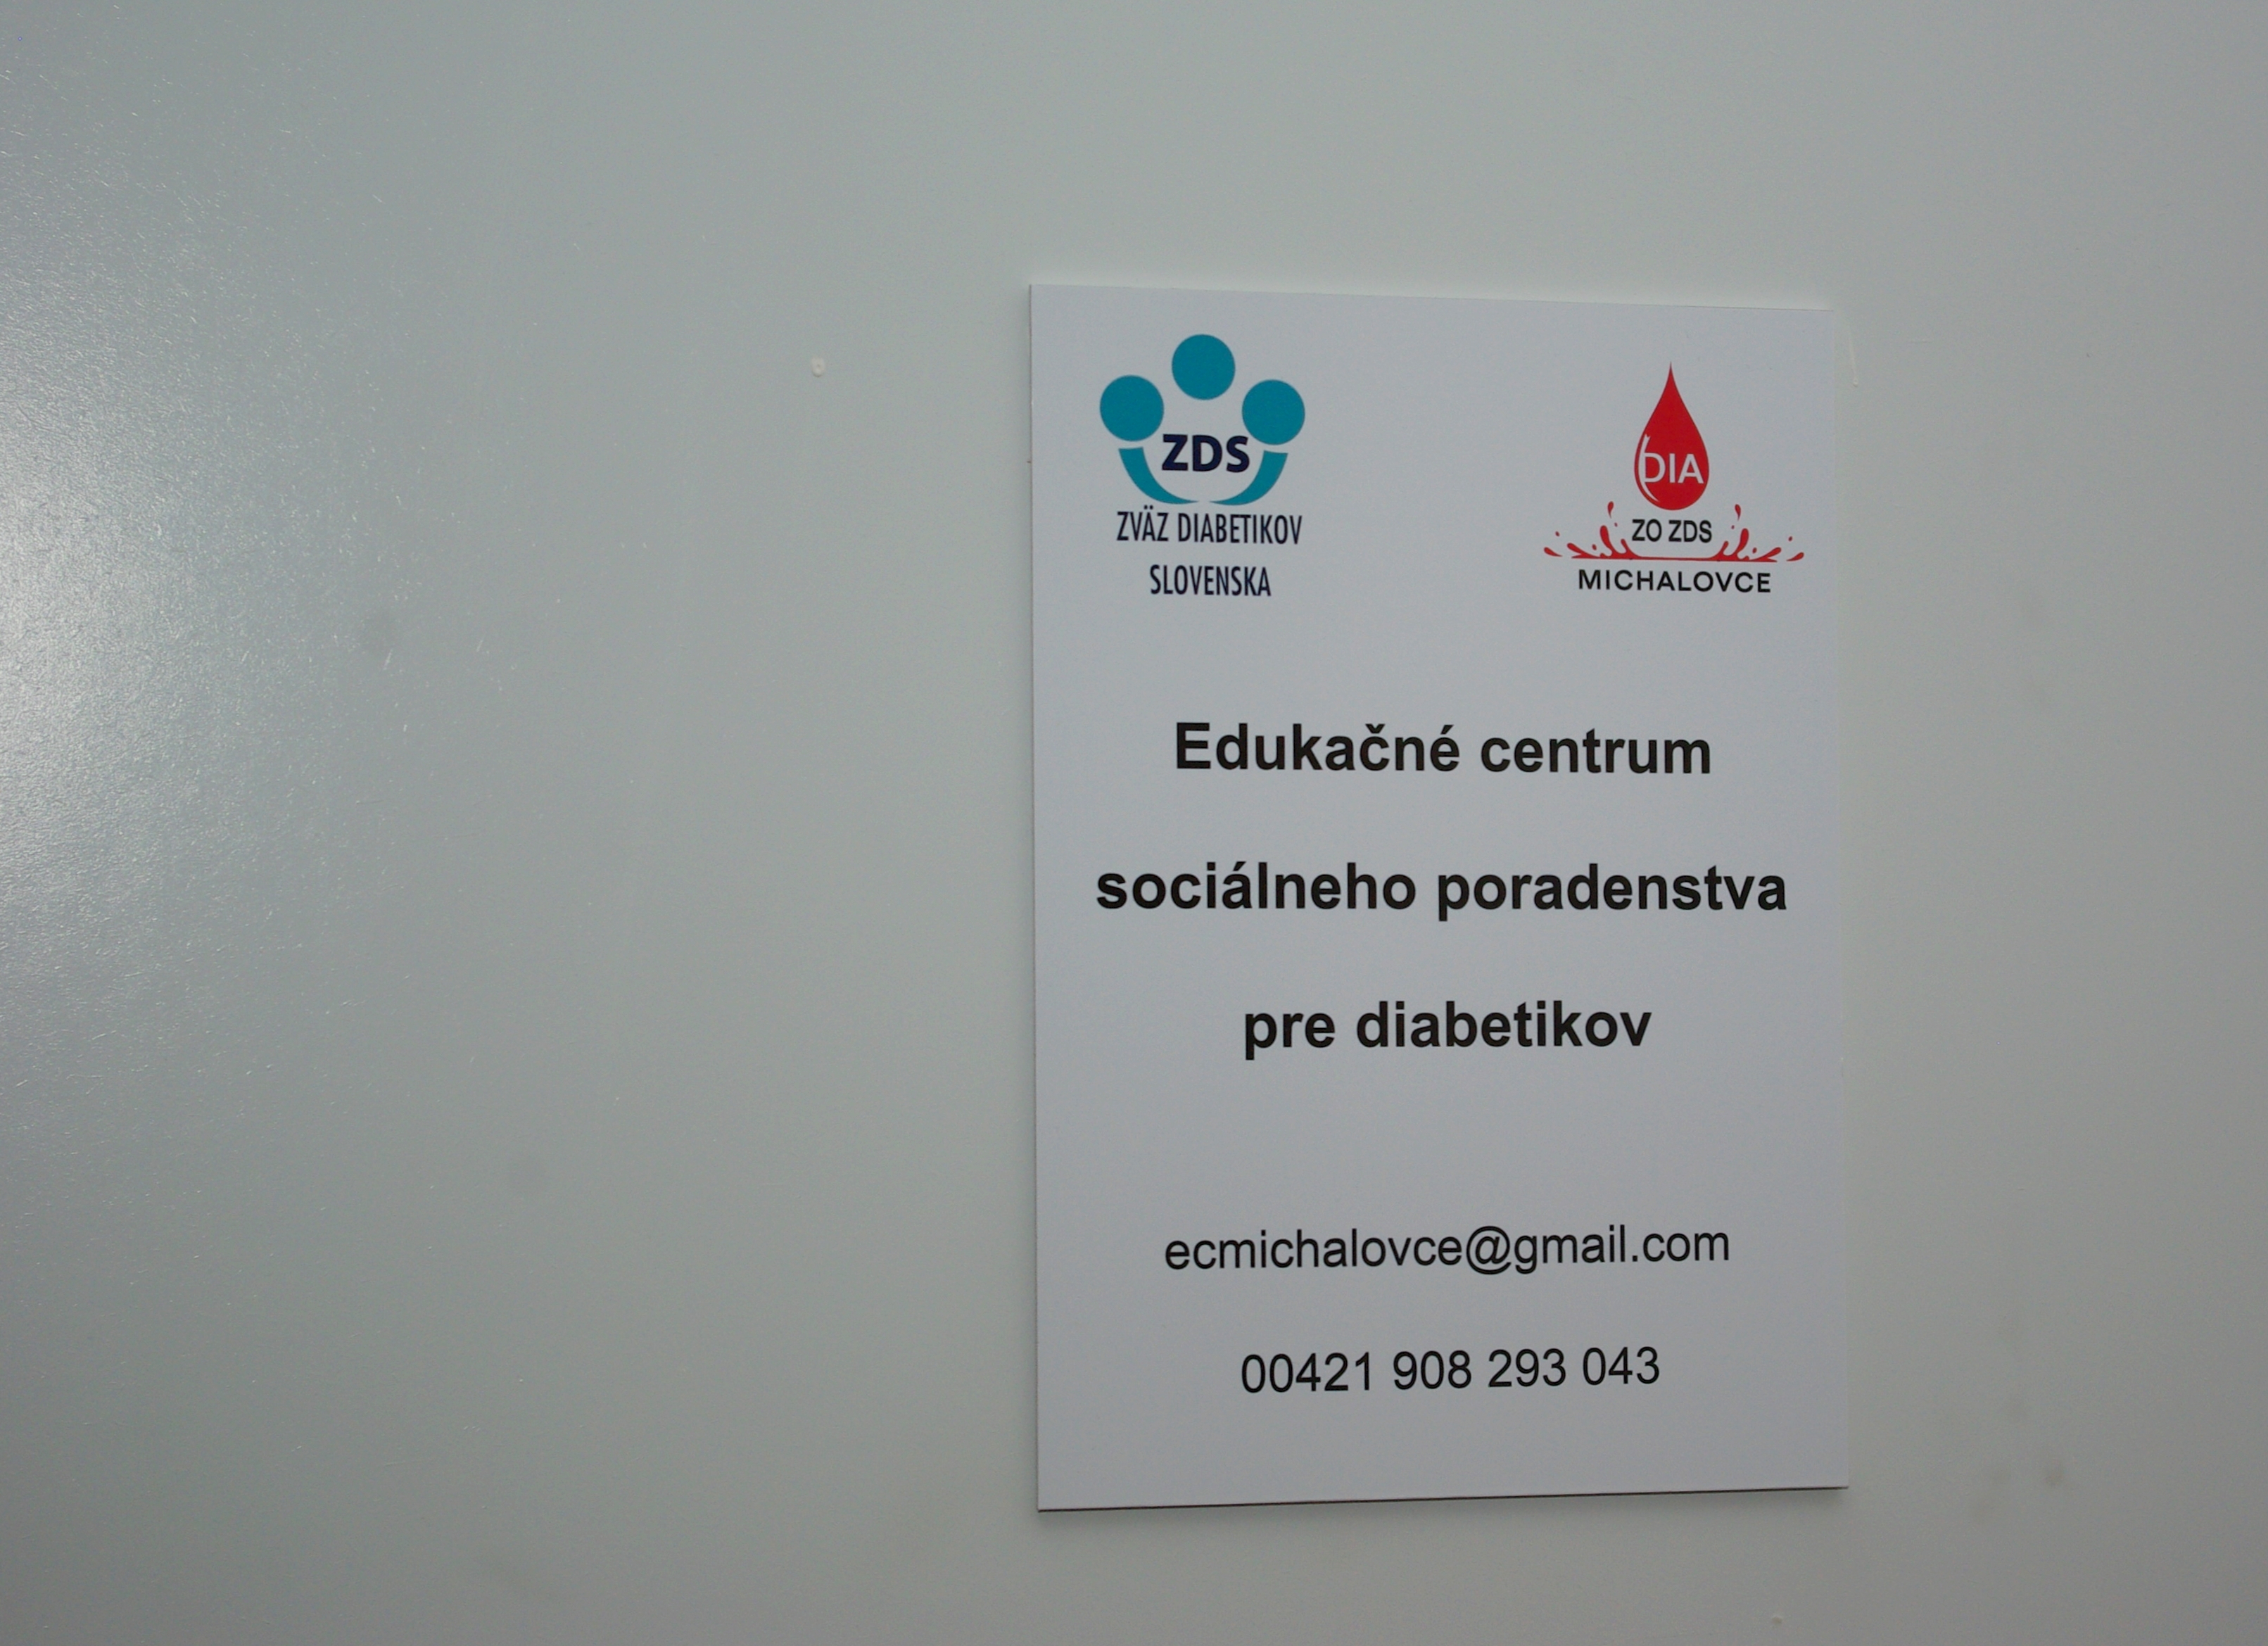 ZDS
ZVÄZ DIABETIKOV
SLOVENSKA
DIA
ZO ZDS
MICHALOVCE
Edukačné centrum
sociálneho poradenstva
pre diabetikov
ecmichalovce@gmail.com
00421 908 293 043